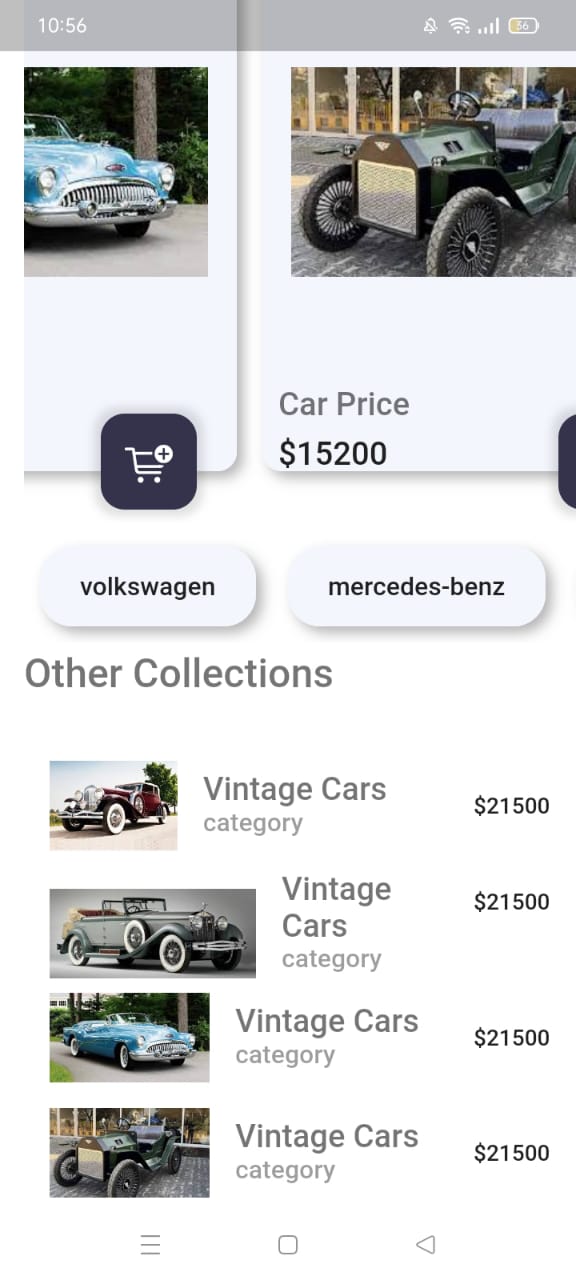 10:56
36
Car Price
$15200
volkswagen
mercedes-benz
Other Collections
Vintage Cars
category
$21500
Vintage
Cars
category
$21500
Vintage Cars
category
$21500
Vintage Cars
category
$21500